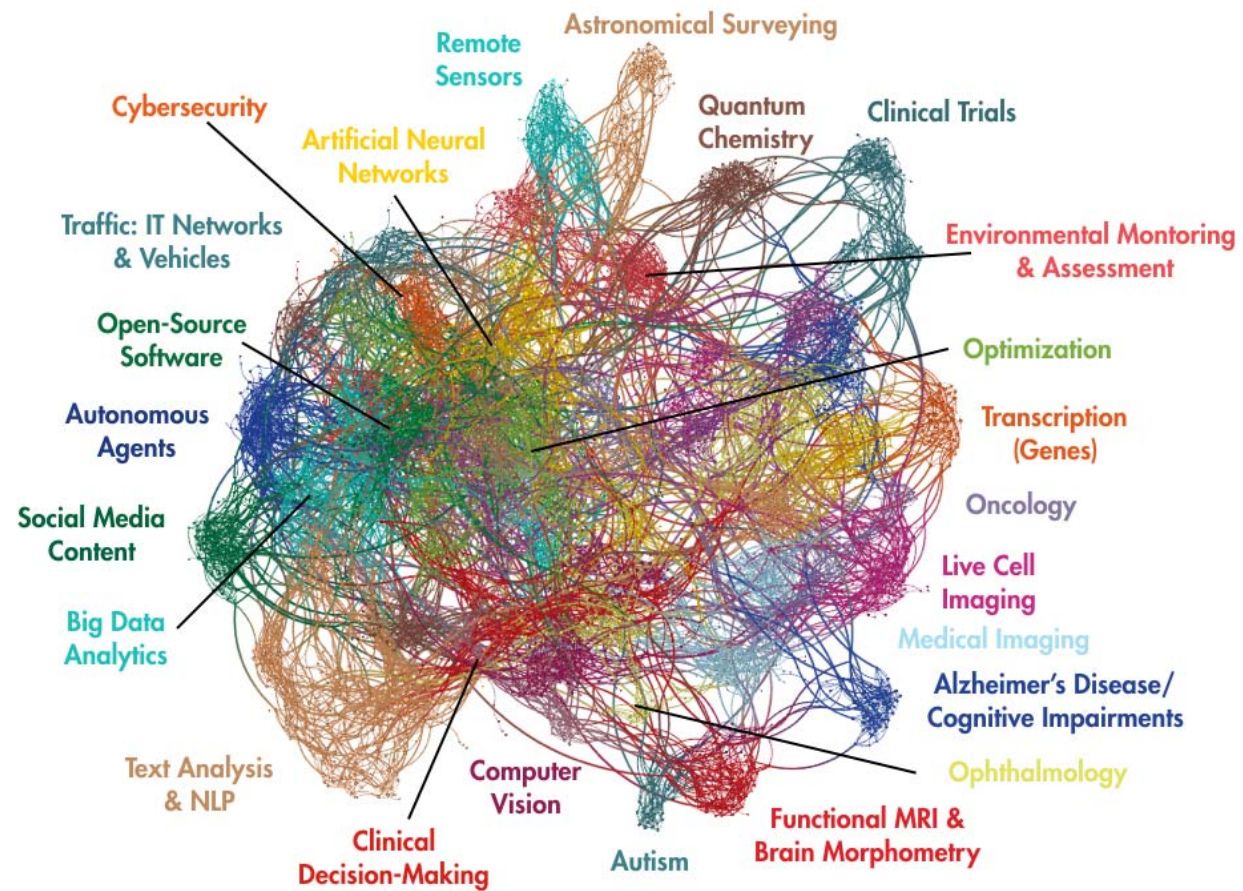 Astronomical Surveying
Remote
Sensors
Cybersecurity
Quantum
Chemistry
Clinical Trials
Artificial Neural
Networks
Traffic: IT Networks
& Vehicles
Environmental Montoring
& Assessment
Open-Source
Software
Optimization
Autonomous
Agents
Transcription
(Genes)
Social Media
Content
Oncology
Live Cell
Imaging
Big Data
Analytics
Medical Imaging
Alzheimer's Disease/
Cognitive Impairments
Text Analysis
& NLP
Computer
Vision
Ophthalmology
Clinical
Decision-Making
Autism
Functional MRI &
Brain Morphometry